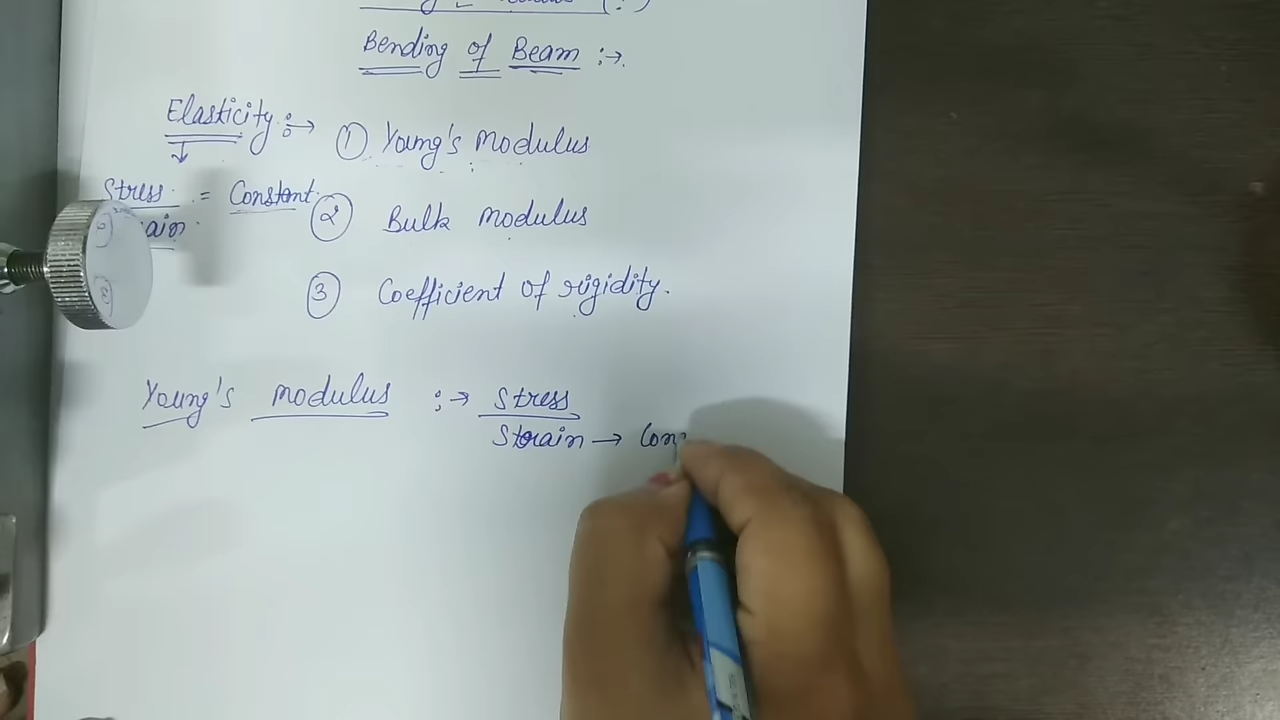 Bending of Beam :→.
Elasticity :→ ① Young's modulus
Stress = Constant.
② Bulk modulus
③ Coefficient of rigidity.
Young's modulus :→ Stress
Strain → Con